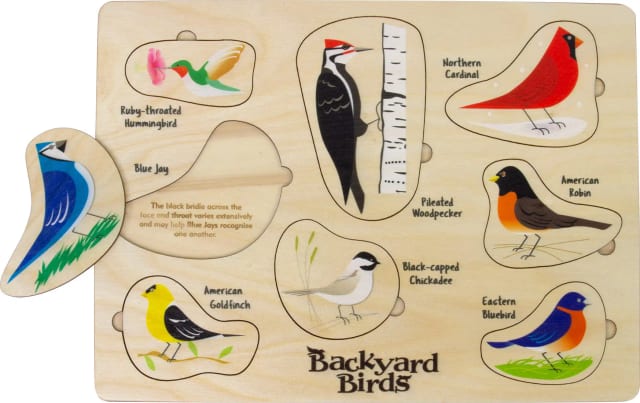 Ruby-throated
Hummingbird
Northern
Cardinal
Blue Jay
The black bridle across the
face and throat varies extensively
and may help Blue Jays recognize
one another.
Pileated
Woodpecker
American
Robin
Black-capped
Chickadee
American
Goldfinch
Eastern
Bluebird
Backyard
Birds